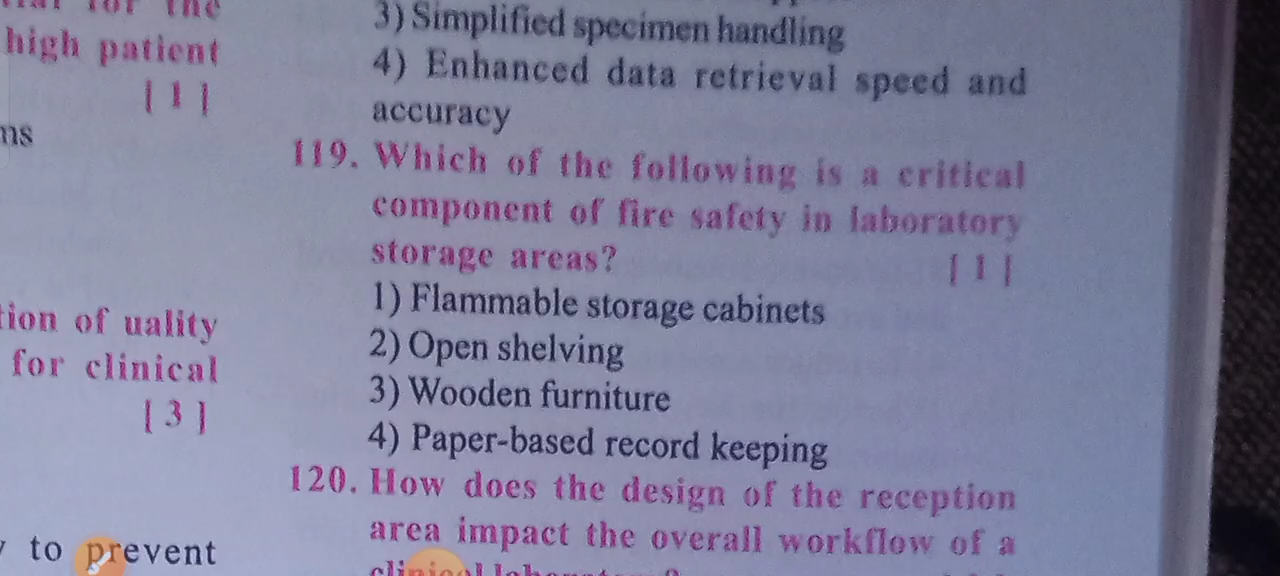 high patient
[ 1 ]
ns
tion of uality
for clinical
[ 3 ]
to prevent
3) Simplified specimen handling
4) Enhanced data retrieval speed and
accuracy
119. Which of the following is a critical
component of fire safety in laboratory
storage areas? [ 1 ]
1) Flammable storage cabinets
2) Open shelving
3) Wooden furniture
4) Paper-based record keeping
120. How does the design of the reception
area impact the overall workflow of a